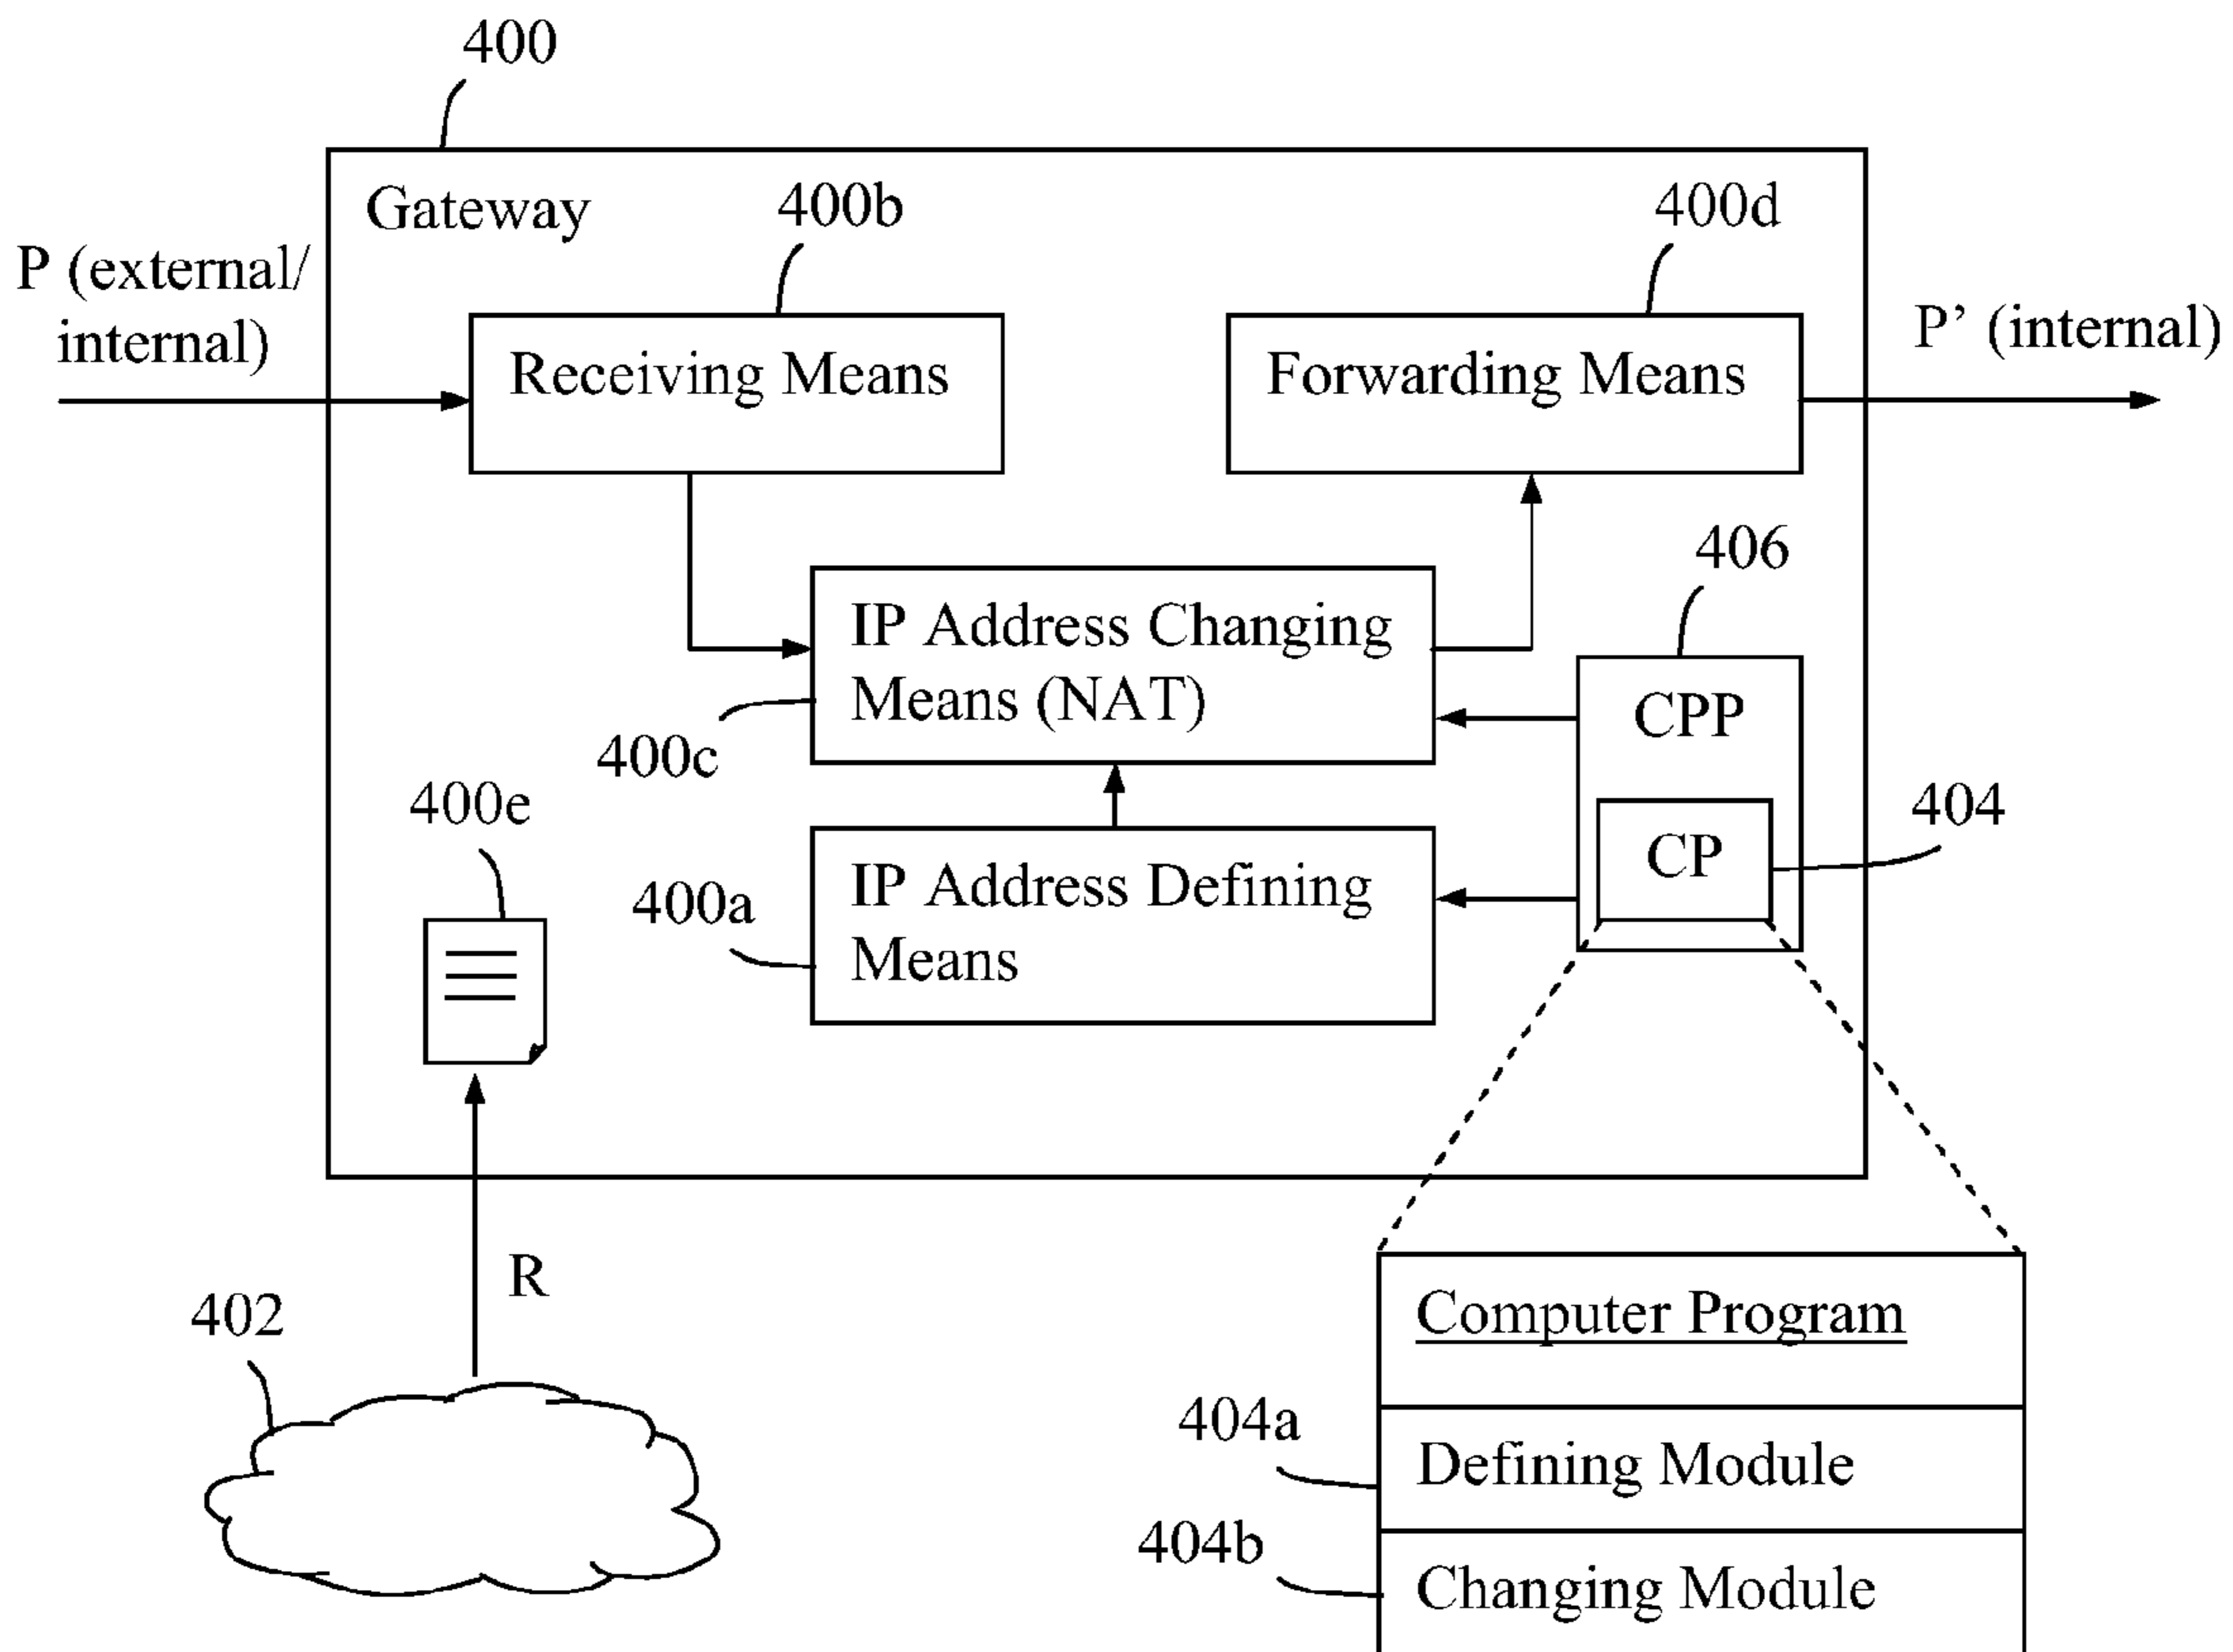 400
Gateway
400b
400d
P (external/
internal)
P’ (internal)
Receiving Means
Forwarding Means
406
IP Address Changing
Means (NAT)
400c
CPP
400e
404
CP
400a
IP Address Defining
Means
R
402
Computer Program
404a
Defining Module
404b
Changing Module